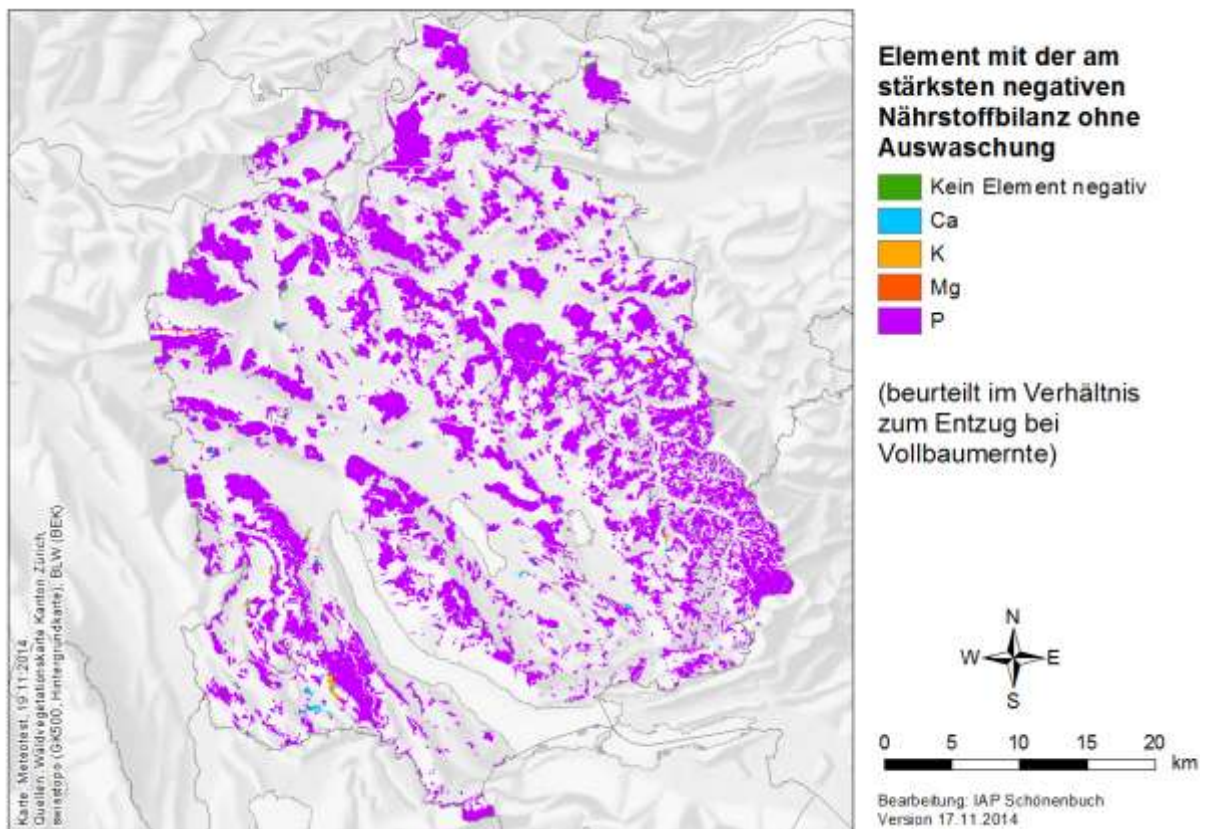 Element mit der am
stärksten negativen
Nährstoffbilanz ohne
Auswaschung
Kein Element negativ
Ca
K
Mg
P
(beurteilt im Verhältnis
zum Entzug bei
Vollbaumernte)
N
W E
S
0 5 10 15 20
km
Bearbeitung: IAP Schönenbuch
Version 17.11.2014
Karte: Meteotest, 19.11.2014
Quellen: Waldvegetationskarte Kanton Zürich,
swisstopo (GK500, Hintergrundkarte), BLW (BEK)